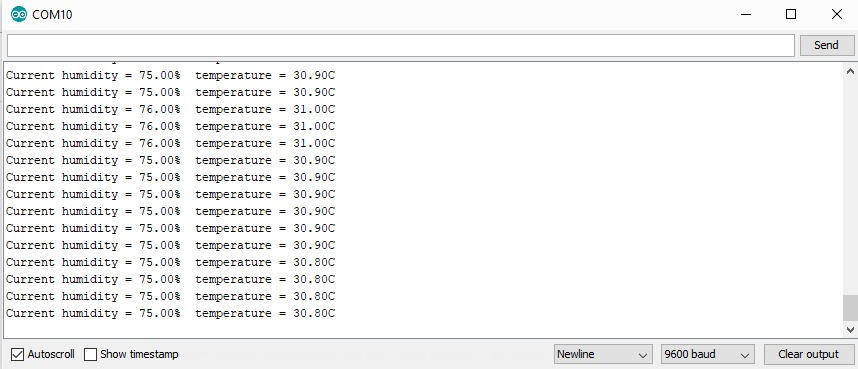 COM10
Send
Current humidity = 75.00%  temperature = 30.90C
Current humidity = 75.00%  temperature = 30.90C
Current humidity = 76.00%  temperature = 31.00C
Current humidity = 76.00%  temperature = 31.00C
Current humidity = 76.00%  temperature = 31.00C
Current humidity = 75.00%  temperature = 30.90C
Current humidity = 75.00%  temperature = 30.90C
Current humidity = 75.00%  temperature = 30.90C
Current humidity = 75.00%  temperature = 30.90C
Current humidity = 75.00%  temperature = 30.90C
Current humidity = 75.00%  temperature = 30.90C
Current humidity = 75.00%  temperature = 30.80C
Current humidity = 75.00%  temperature = 30.80C
Current humidity = 75.00%  temperature = 30.80C
Current humidity = 75.00%  temperature = 30.80C
Autoscroll Show timestamp Newline 9600 baud Clear output